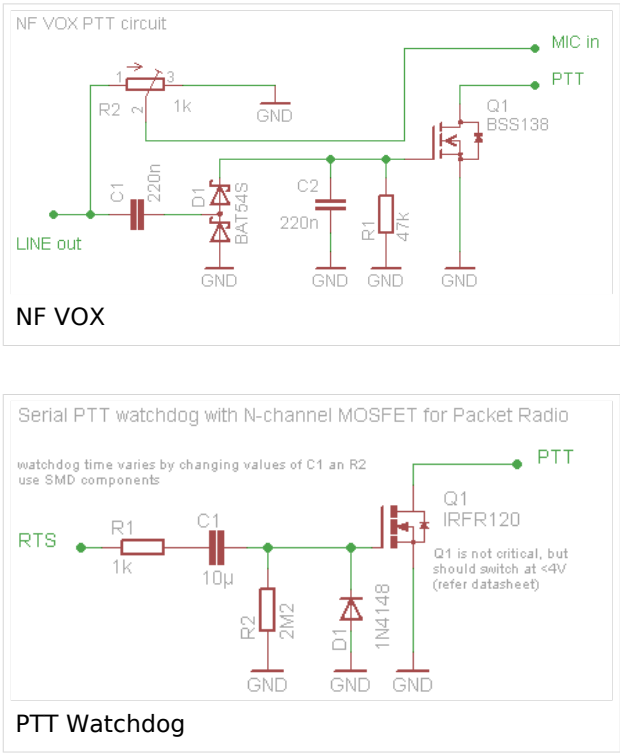 NF VOX PTT circuit
MIC in
PTT
1
3
R2
2
1k
GND
Q1
BSS138
C1
220n
D1
BAT54S
C2
220n
R1
47k
LINE out
GND
GND
GND
GND
NF VOX
Serial PTT watchdog with N-channel MOSFET for Packet Radio
watchdog time varies by changing values of C1 an R2
use SMD components
PTT
Q1
IRFR120
RTS
R1
1k
C1
10µ
Q1 is not critical, but
should switch at <4V
(refer datasheet)
R2
2M2
D1
1N4148
GND
GND
GND
PTT Watchdog